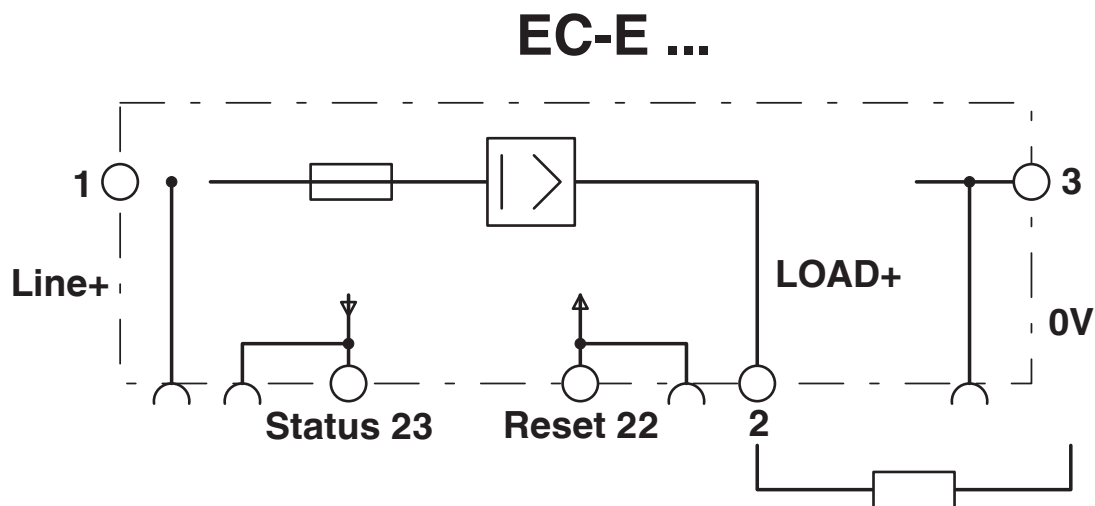 EC-E ...
1
3
Line+
LOAD+
0V
Status 23
Reset 22
2